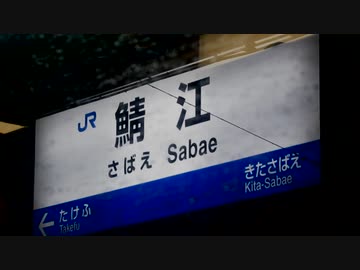 JR
鯖江
さばえ Sabae
きたさばえ
Kita-Sabae
← たけふ
Takefu